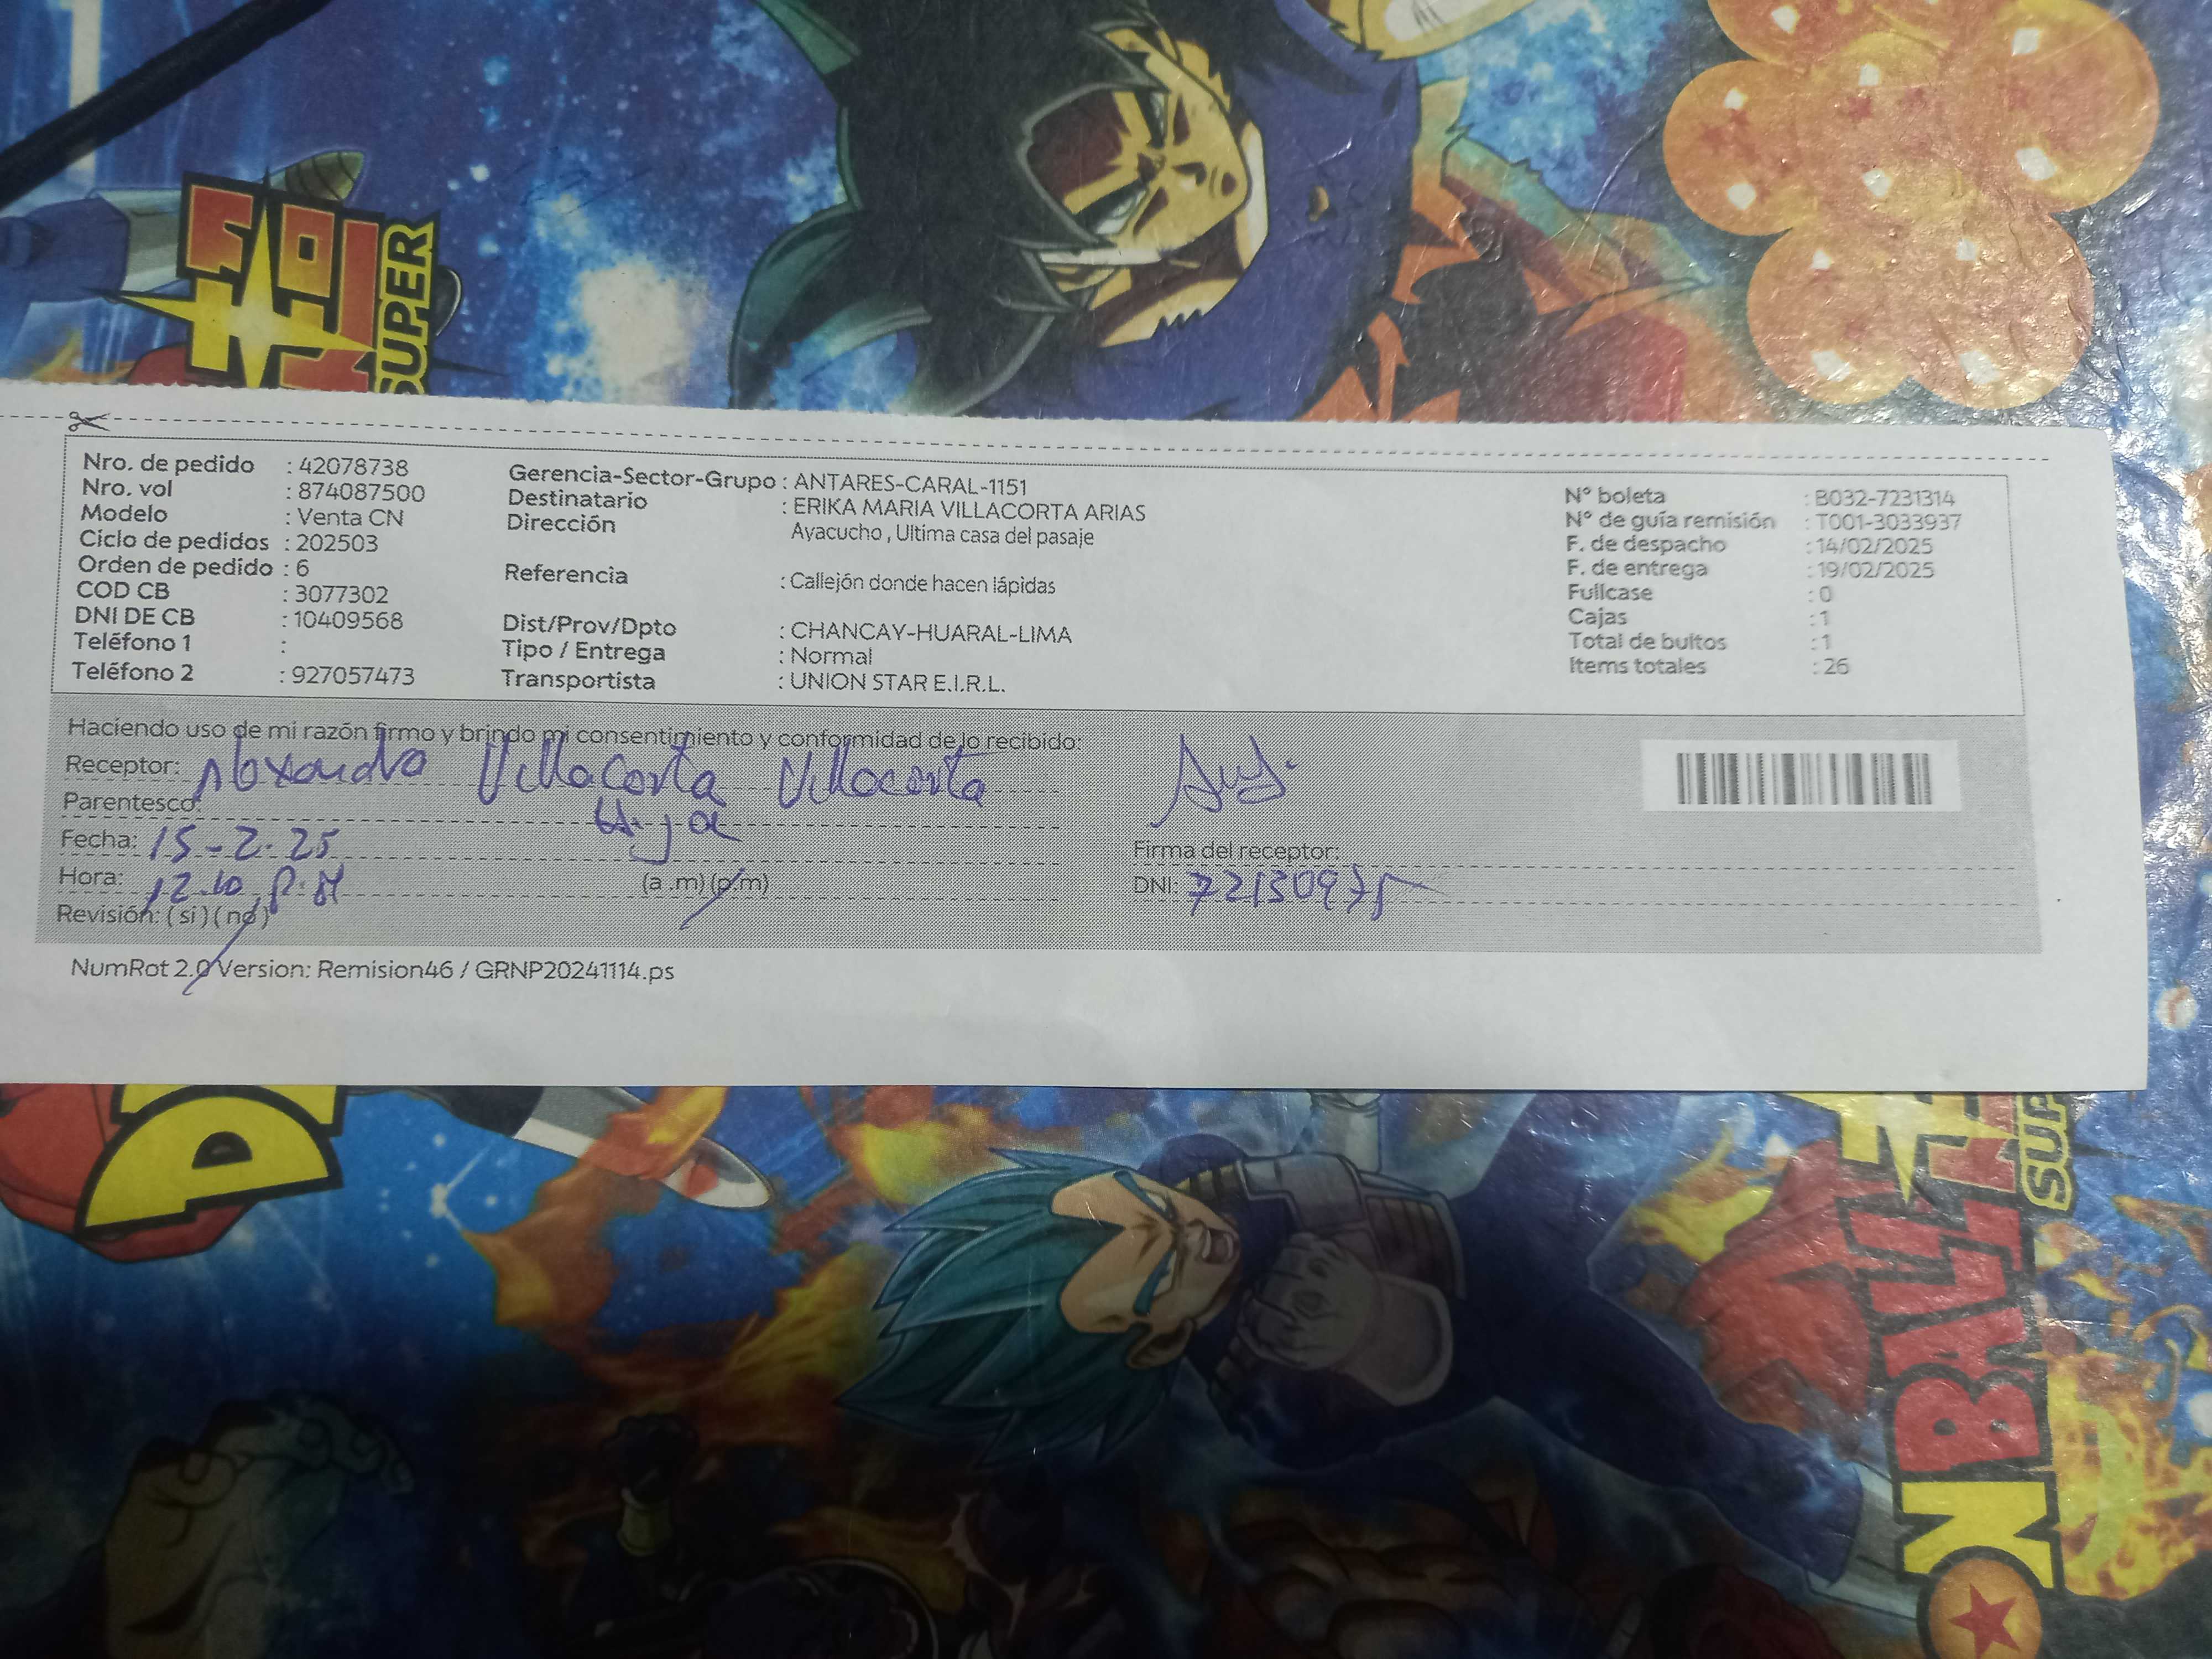 SUPER
Nro. de pedido : 42078738
Nro. vol : 874087500
Modelo : Venta CN
Ciclo de pedidos : 202503
Orden de pedido : 6
COD CB : 3077302
DNI DE CB : 10409568
Teléfono 1 :
Teléfono 2 : 927057473
Gerencia-Sector-Grupo : ANTARES-CARAL-1151
Destinatario : ERIKA MARIA VILLACORTA ARIAS
Dirección Ayacucho , Ultima casa del pasaje
Referencia : Callejón donde hacen lápidas
Dist/Prov/Dpto : CHANCAY-HUARAL-LIMA
Tipo / Entrega : Normal
Transportista : UNION STAR E.I.R.L.
N° boleta : B032-7231314
N° de guía remisión : T001-3033937
F. de despacho : 14/02/2025
F. de entrega : 19/02/2025
Fullcase : 0
Cajas : 1
Total de bultos : 1
Items totales : 26
Haciendo uso de mi razón firmo y brindo mi consentimiento y conformidad de lo recibido:
Receptor: Alexandra Villacorta Villacorta
Parentesco: Hija
Fecha: 15-2-25
Hora: 12.10 P.M (a .m) (p.m)
Revisión: ( si ) ( no )
Firma del receptor:
DNI: 72130975
NumRot 2.0 Version: Remision46 / GRNP20241114.ps
D
NBALL
SUP